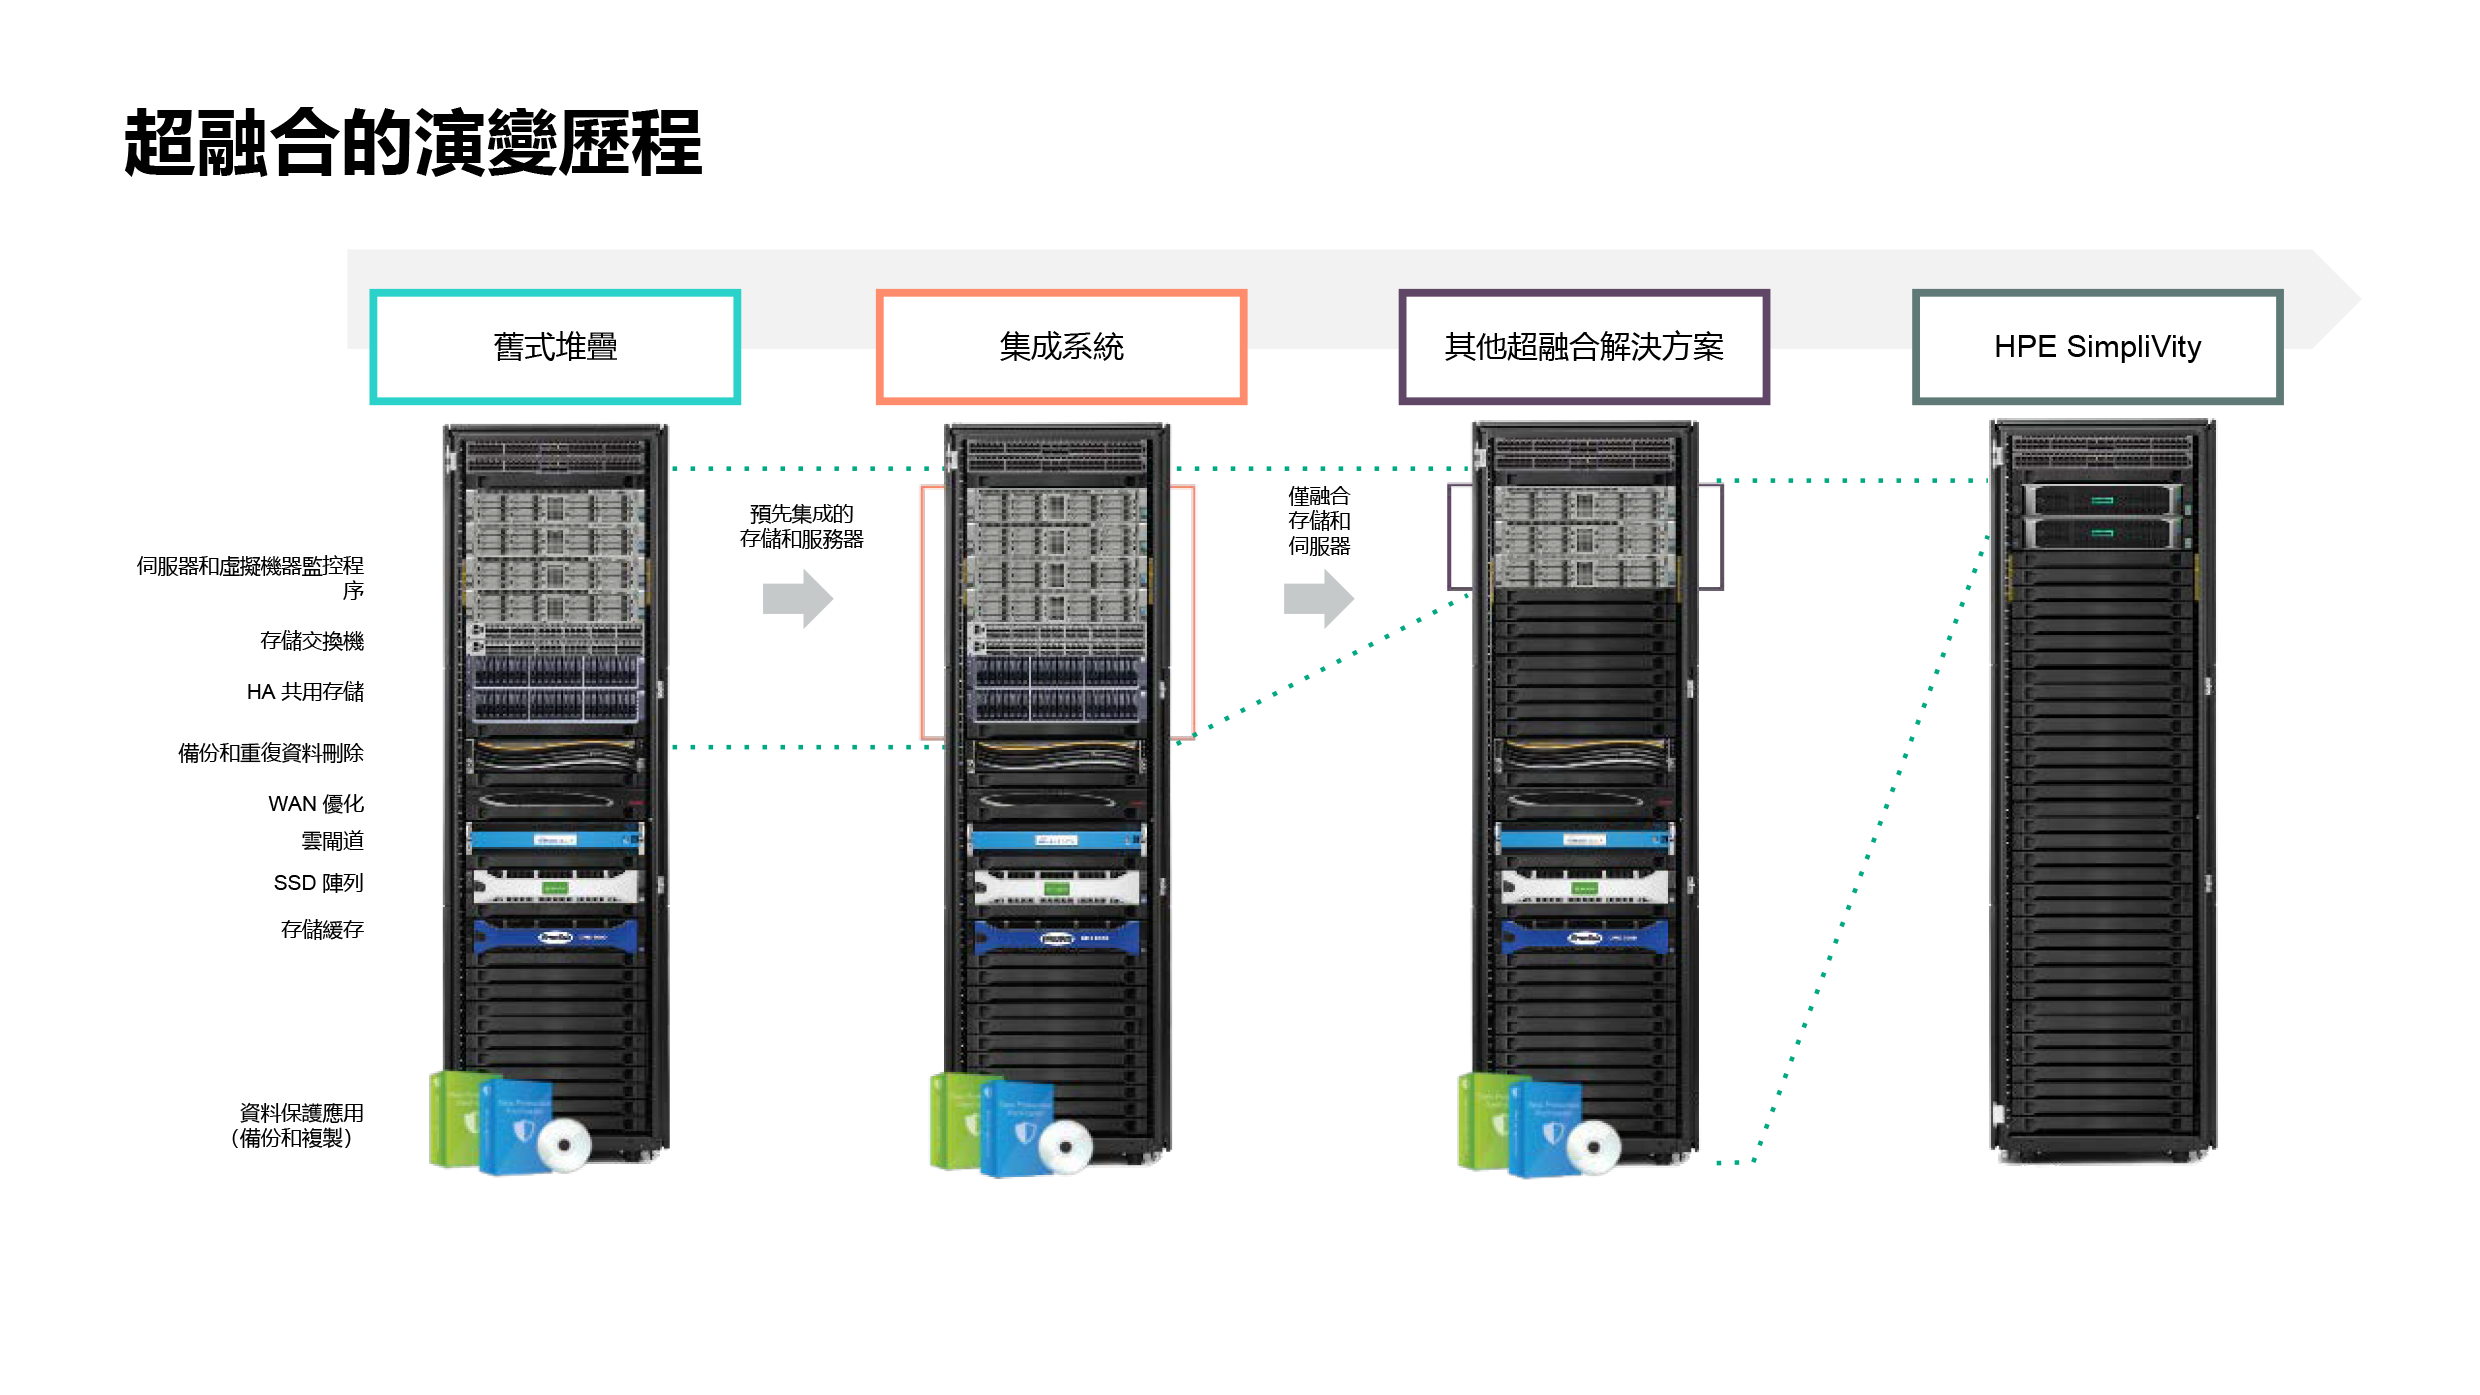 超融合的演變歷程
舊式堆疊
集成系統
其他超融合解決方案
HPE SimpliVity
預先集成的
存儲和服務器
僅融合
存儲和
伺服器
伺服器和虛擬機器監控程
序
存儲交換機
HA 共用存儲
備份和重復資料刪除
WAN 優化
雲閘道
SSD 陣列
存儲緩存
資料保護應用
（備份和複製）